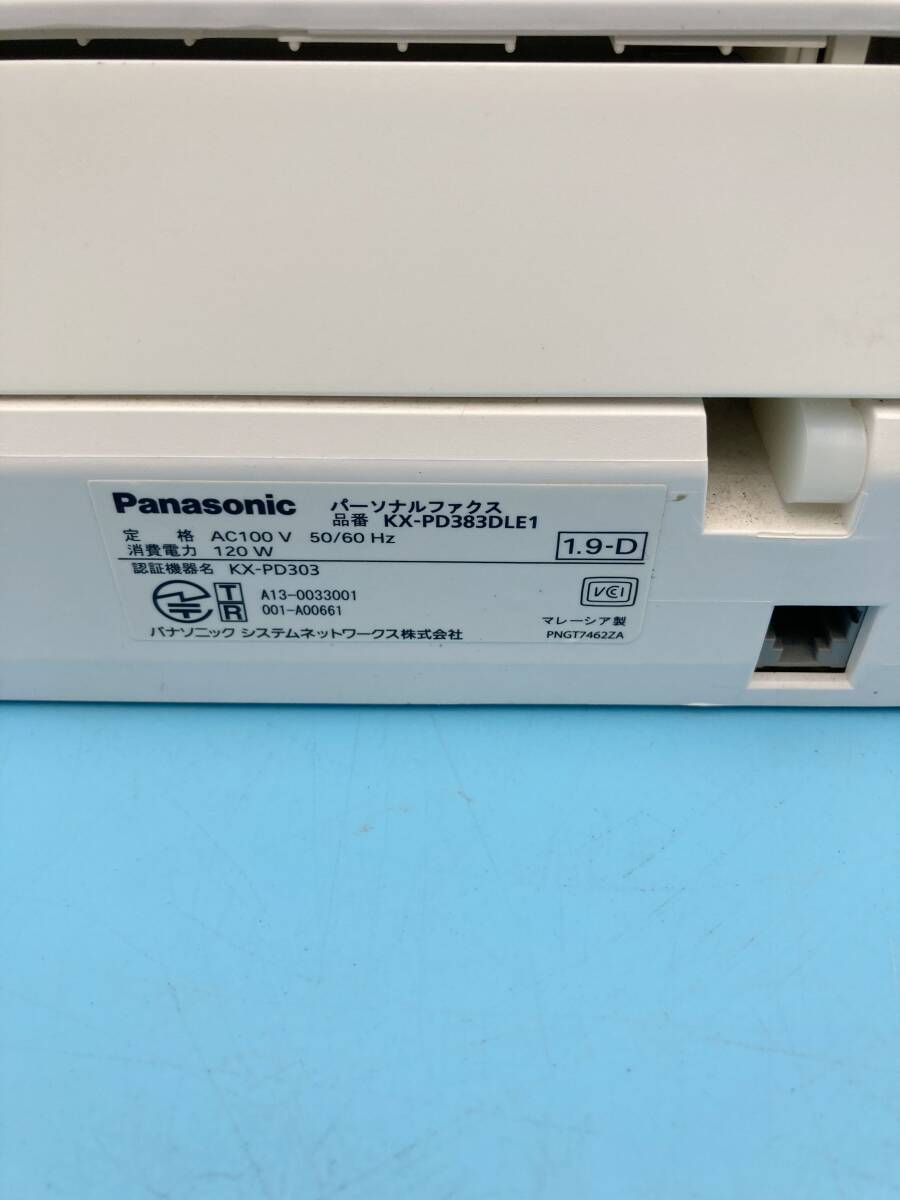 Panasonic パーソナルファクス
品番 KX-PD383DLE1
定 格 AC100 V 50/60 Hz
消費電力 120 W
1.9-D
認証機器名 KX-PD303
T A13-0033001
R 001-A00661
VCCI
マレーシア製
パナソニック システムネットワークス株式会社
PNGT7462ZA